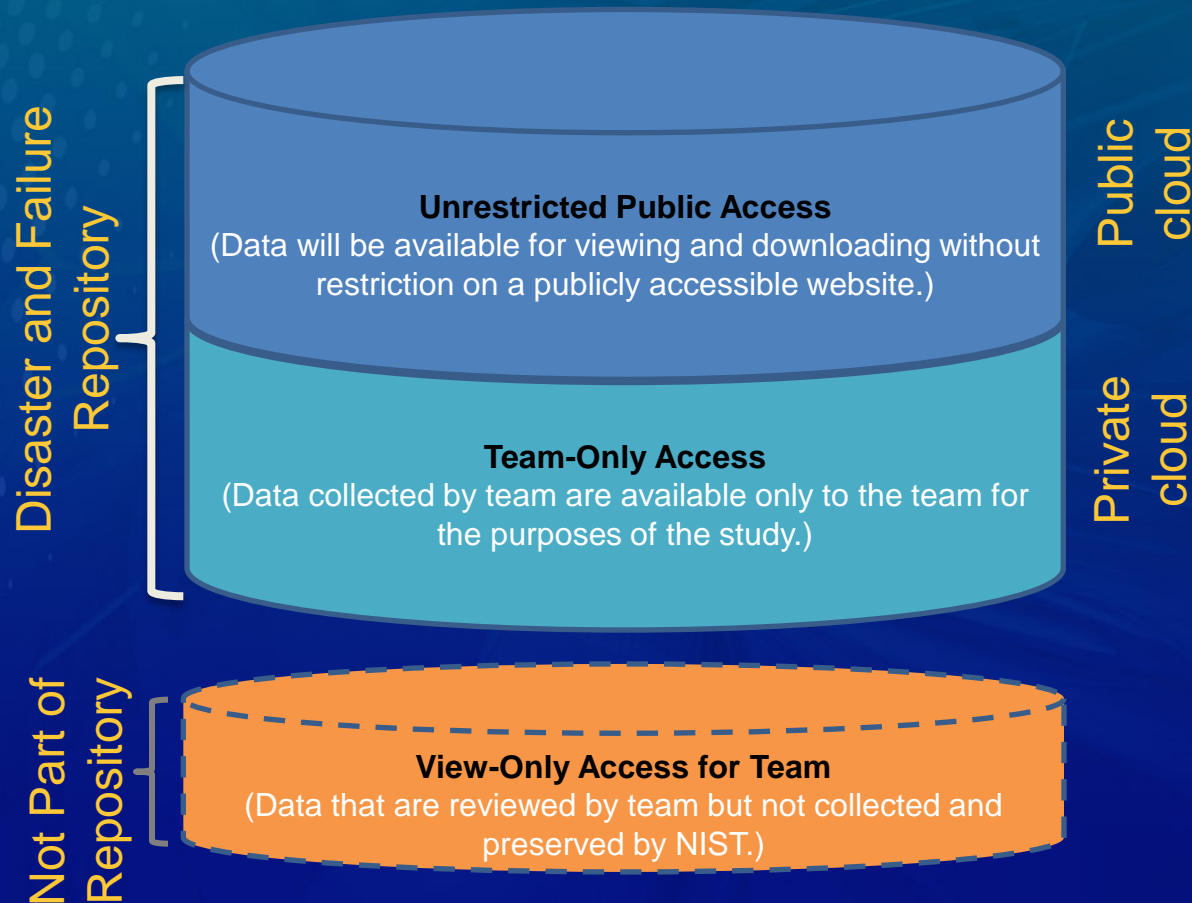 Disaster and Failure
Repository
Unrestricted Public Access
(Data will be available for viewing and downloading without
restriction on a publicly accessible website.)
Public
cloud
Team-Only Access
(Data collected by team are available only to the team for
the purposes of the study.)
Private
cloud
Not Part of
Repository
View-Only Access for Team
(Data that are reviewed by team but not collected and
preserved by NIST.)